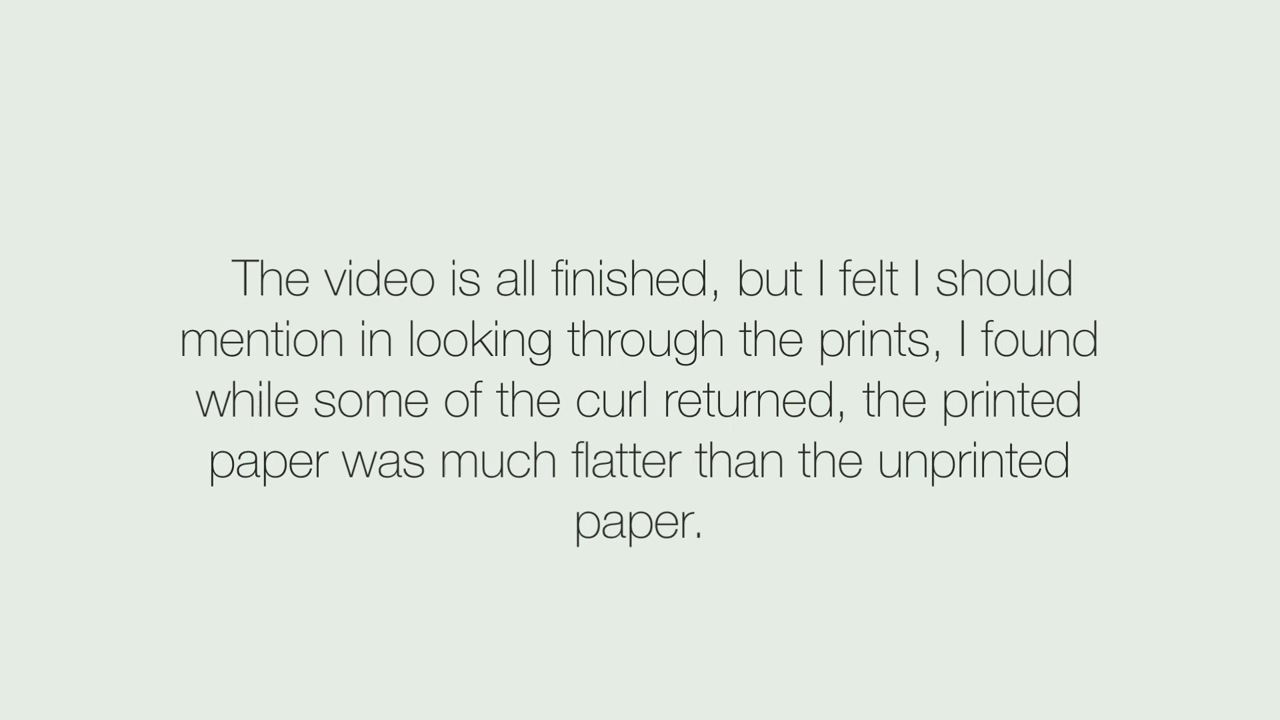 The video is all finished, but I felt I should
mention in looking through the prints, I found
while some of the curl returned, the printed
paper was much flatter than the unprinted
paper.